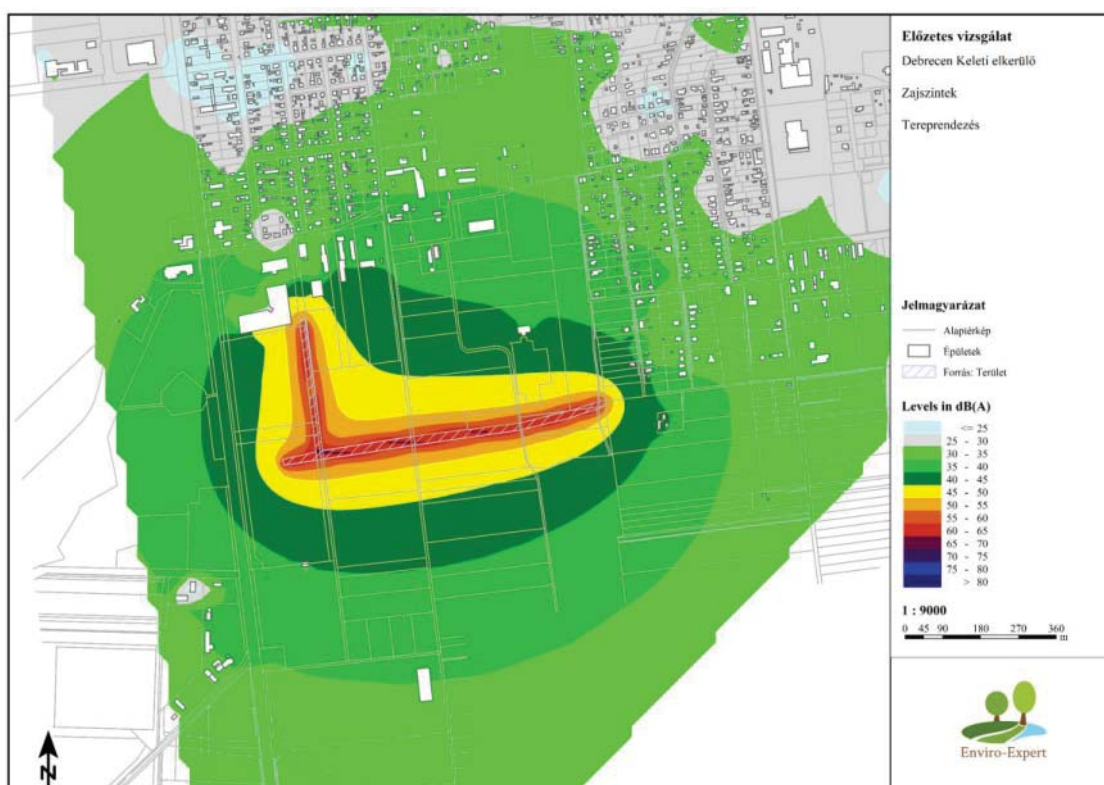 Előzetes vizsgálat
Debrecen Keleti elkerülő
Zajszintek
Tereprendezés
Jelmagyarázat
Alaptérkép
Épületek
Forrás: Terület
Levels in dB(A)
<= 25
25 - 30
30 - 35
35 - 40
40 - 45
45 - 50
50 - 55
55 - 60
60 - 65
65 - 70
70 - 75
75 - 80
> 80
1 : 9000
0 45 90 180 270 360
m
Enviro-Expert
N